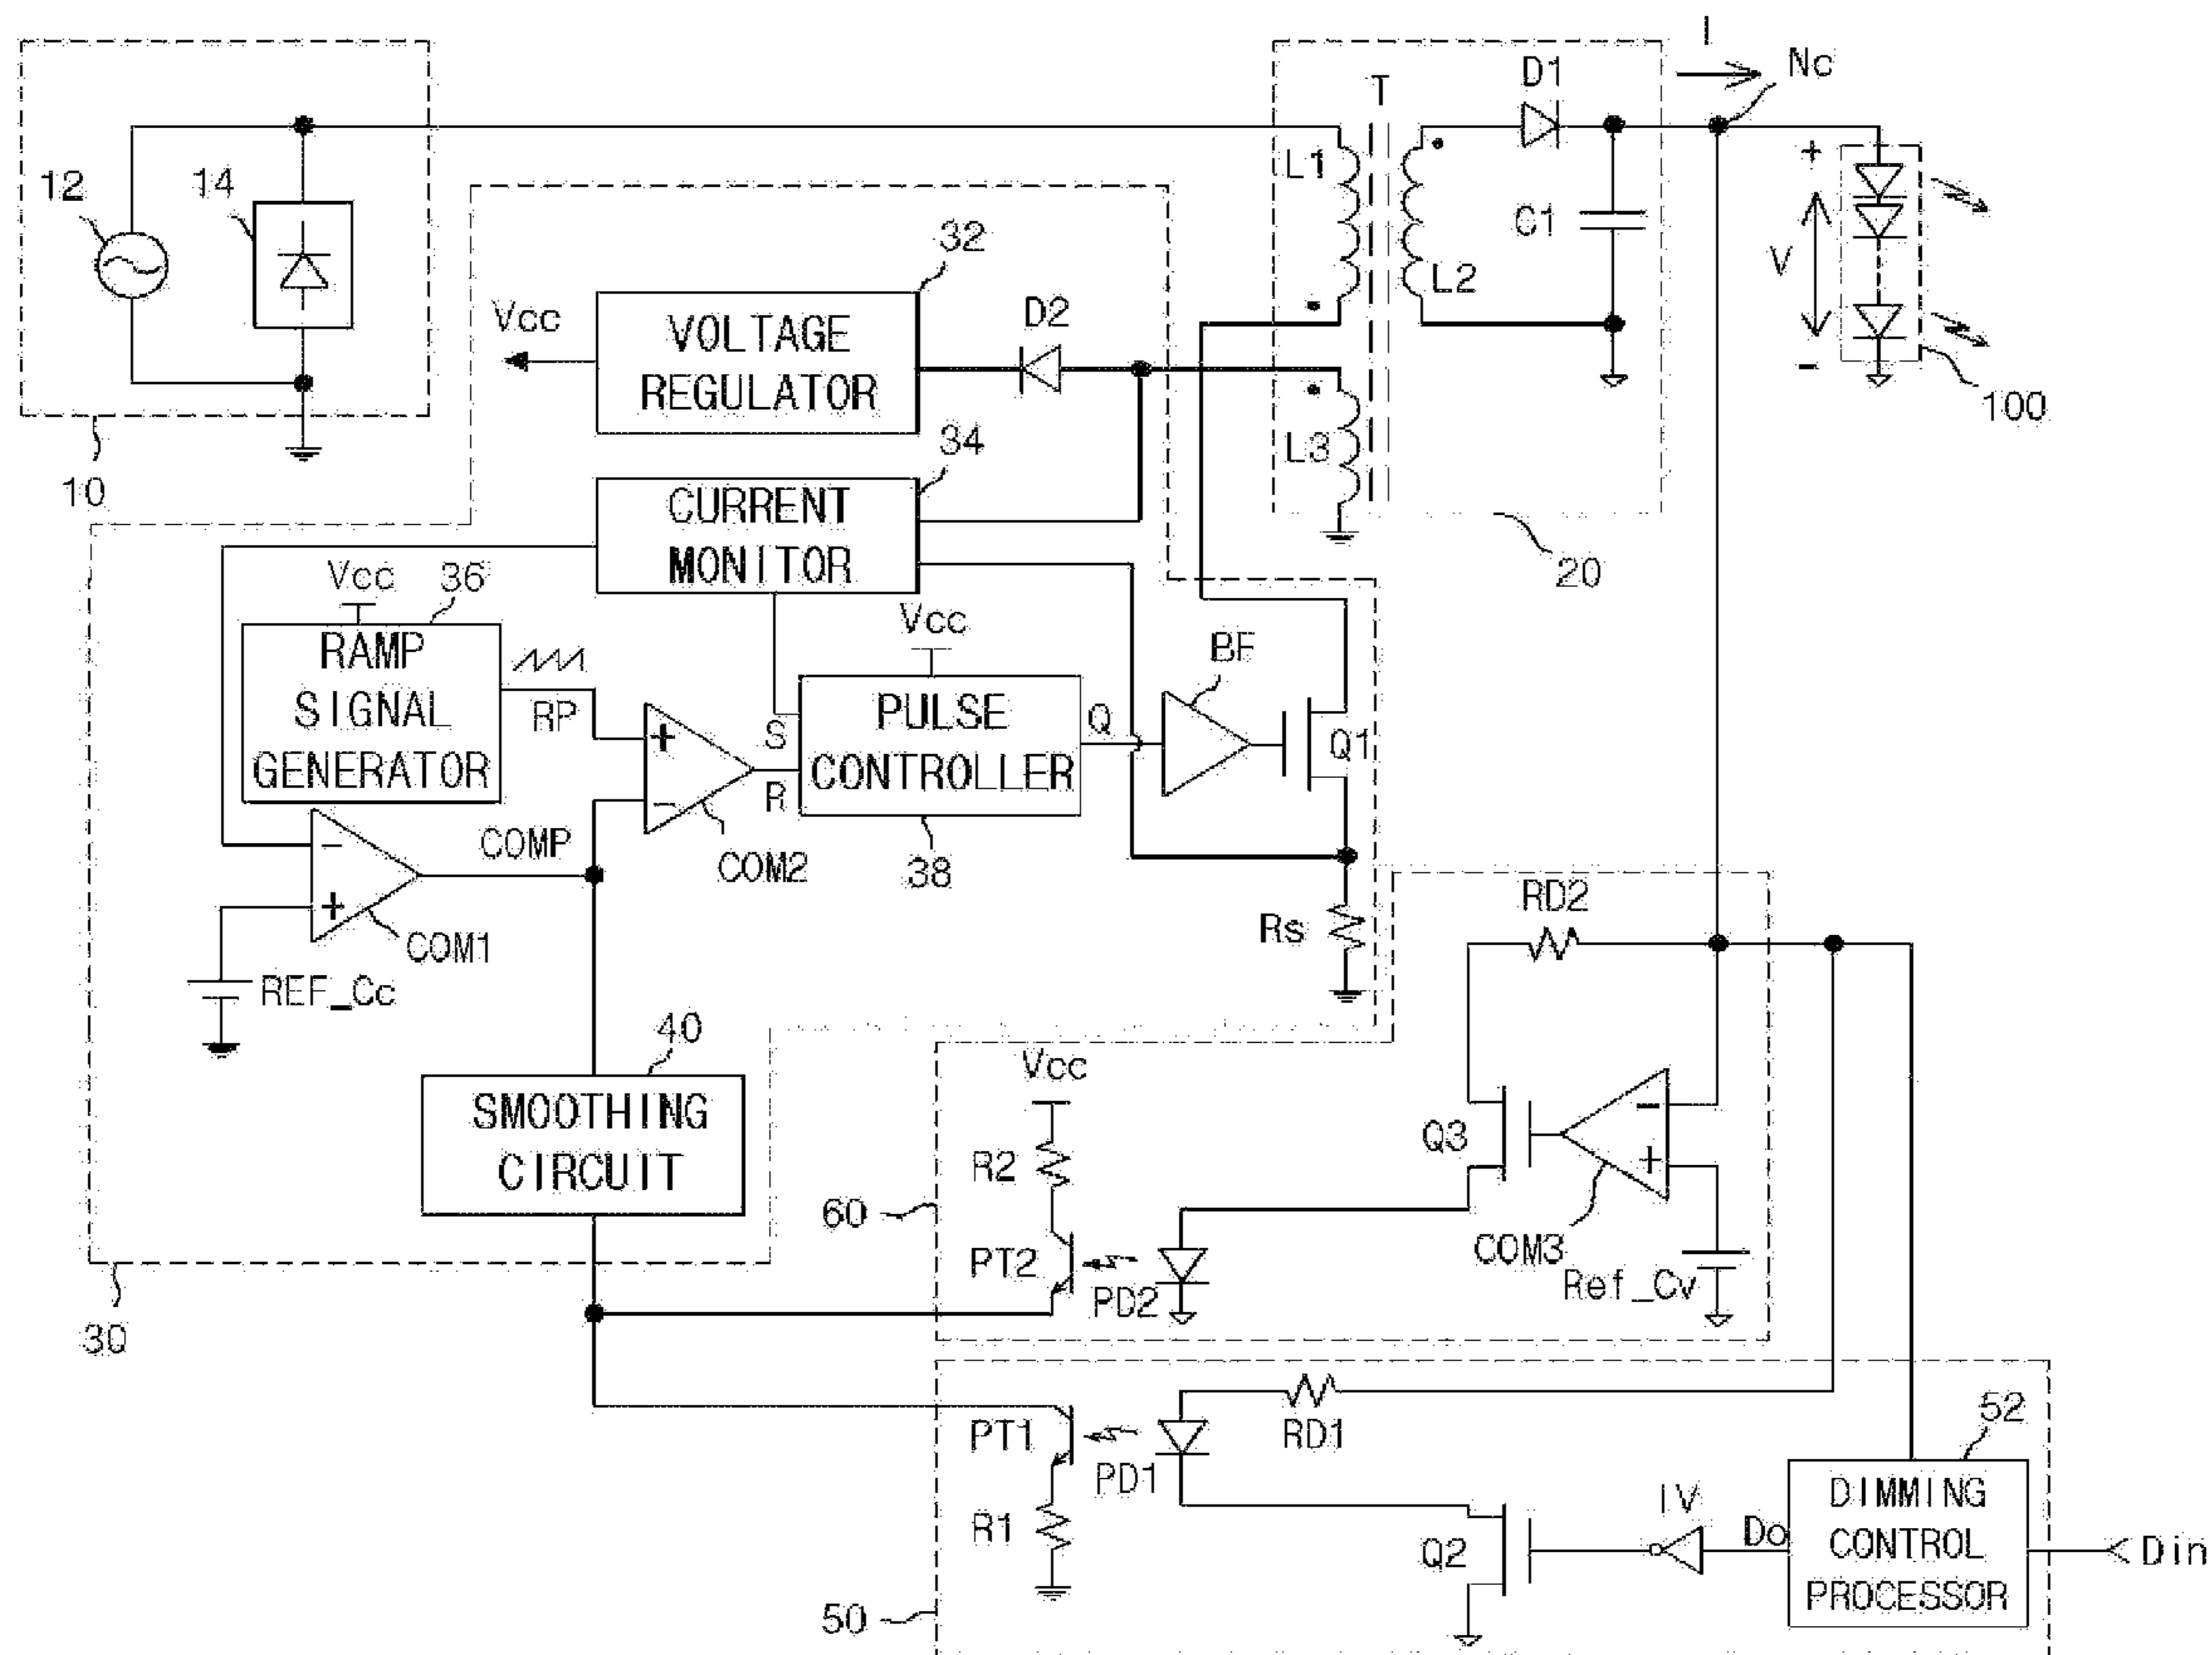 I
Nc
D1
T
12
14
L1
+
32
C1
V
L2
Vcc
D2
VOLTAGE
REGULATOR
-
100
34
L3
10
CURRENT
MONITOR
20
Vcc
36
Vcc
BF
RAMP
SIGNAL
GENERATOR
RP
S
PULSE
CONTROLLER
Q
Q1
+
-
R
COMP
COM2
38
-
+
COM1
RD2
Rs
REF_Cc
40
Vcc
SMOOTHING
CIRCUIT
R2
Q3
-
+
60
PT2
PD2
COM3
Ref_Cv
30
52
PT1
PD1
RD1
R1
IV
Do
DIMMING
CONTROL
PROCESSOR
Din
Q2
50